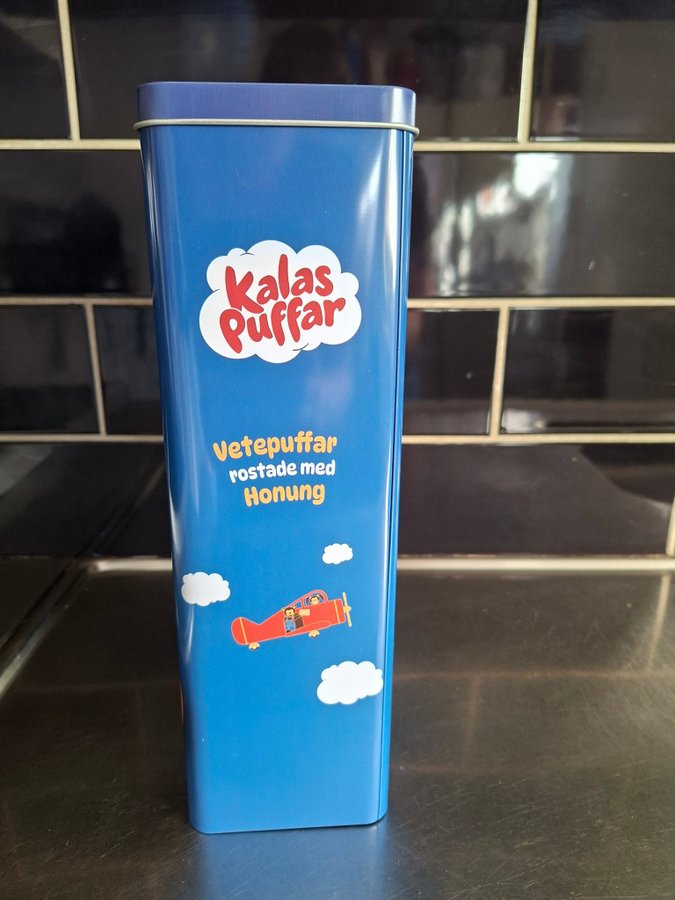 Kalas
Puffar
Vetepuffar
rostade med
Honung